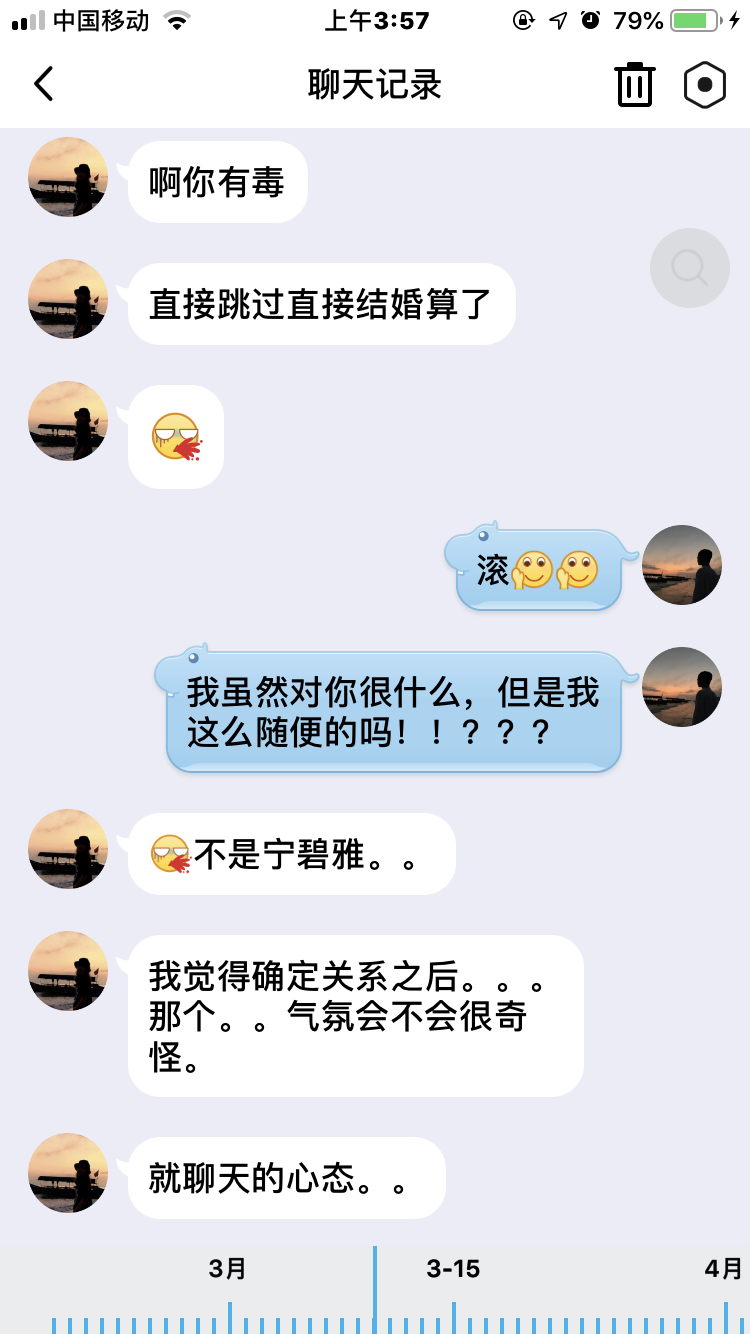 中国移动
上午3:57
79%
聊天记录
啊你有毒
直接跳过直接结婚算了
滚
我虽然对你很什么，但是我
这么随便的吗！！？？？
不是宁碧雅。。
我觉得确定关系之后。。。
那个。。气氛会不会很奇
怪。
就聊天的心态。。
3月
3-15
4月